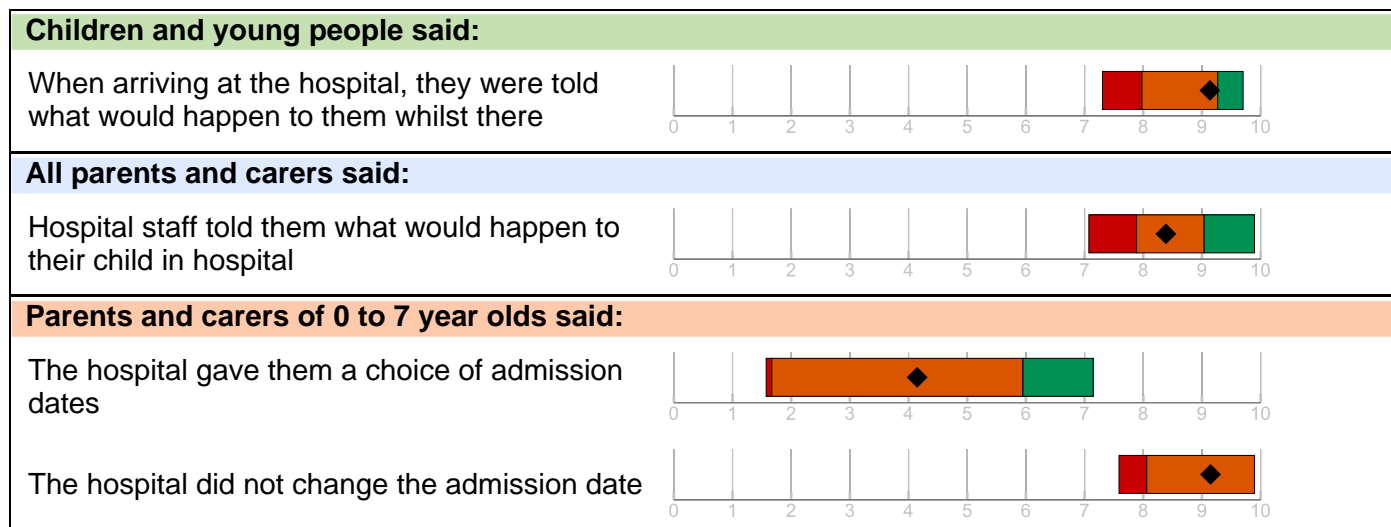 Children and young people said:
When arriving at the hospital, they were told
what would happen to them whilst there
0 1 2 3 4 5 6 7 8 9 10
All parents and carers said:
Hospital staff told them what would happen to
their child in hospital
0 1 2 3 4 5 6 7 8 9 10
Parents and carers of 0 to 7 year olds said:
The hospital gave them a choice of admission
dates
0 1 2 3 4 5 6 7 8 9 10
The hospital did not change the admission date
0 1 2 3 4 5 6 7 8 9 10